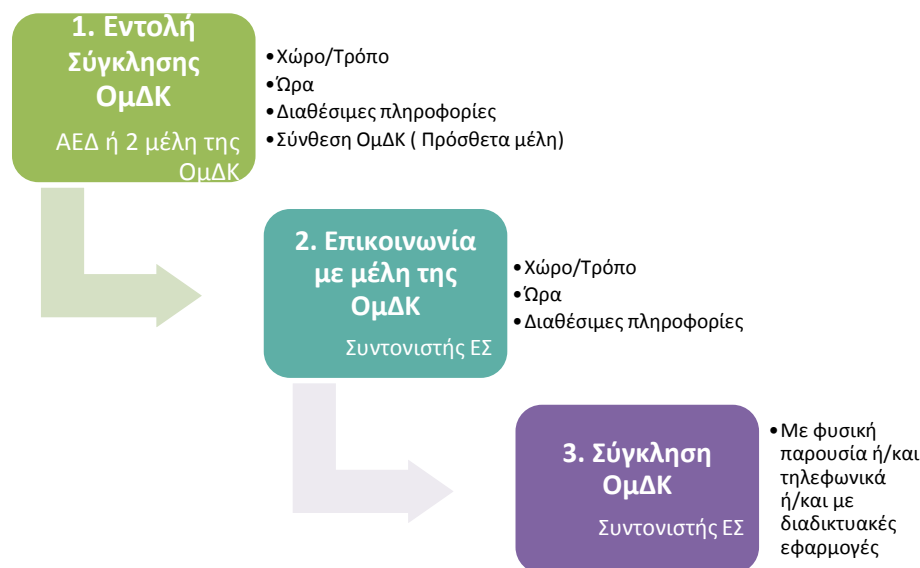 1. Εντολή
Σύγκλησης
ΟμΔΚ
ΑΕΔ ή 2 μέλη της
ΟμΔΚ
•Χώρο/Τρόπο
•Ώρα
•Διαθέσιμες πληροφορίες
•Σύνθεση ΟμΔΚ ( Πρόσθετα μέλη)
2. Επικοινωνία
με μέλη της
ΟμΔΚ
Συντονιστής ΕΣ
•Χώρο/Τρόπο
•Ώρα
•Διαθέσιμες πληροφορίες
3. Σύγκληση
ΟμΔΚ
Συντονιστής ΕΣ
•Με φυσική
παρουσία ή/και
τηλεφωνικά
ή/και με
διαδικτυακές
εφαρμογές